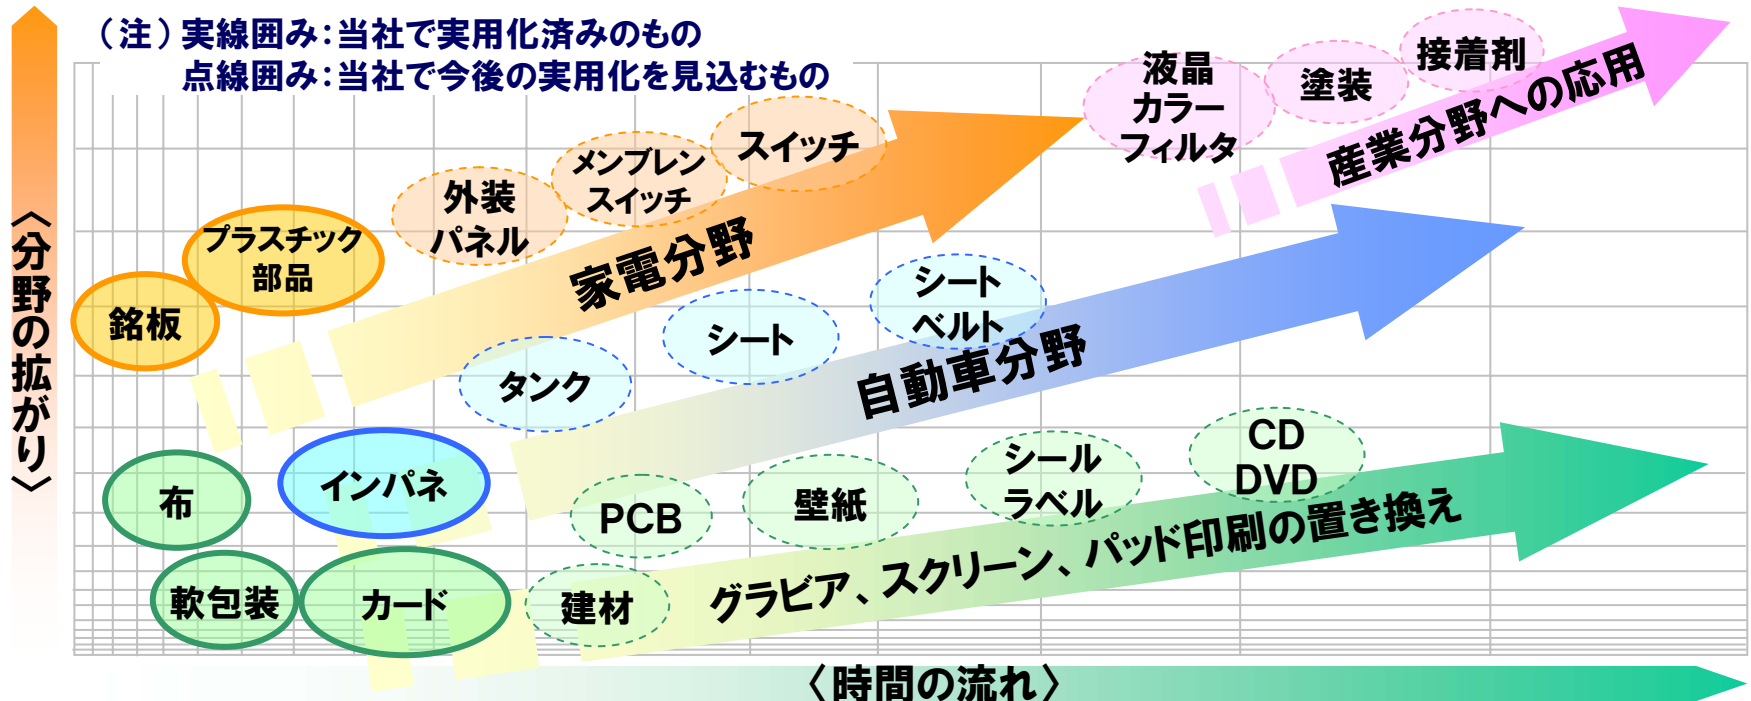 （注）実線囲み：当社で実用化済みのもの
点線囲み：当社で今後の実用化を見込むもの
〈分野の拡がり〉
液晶
カラー
フィルタ
塗装
接着剤
産業分野への応用
銘板
プラスチック
部品
外装
パネル
メンブレン
スイッチ
スイッチ
家電分野
インパネ
タンク
シート
シート
ベルト
自動車分野
布
軟包装
カード
建材
PCB
壁紙
シール
ラベル
CD
DVD
グラビア、スクリーン、パッド印刷の置き換え
〈時間の流れ〉